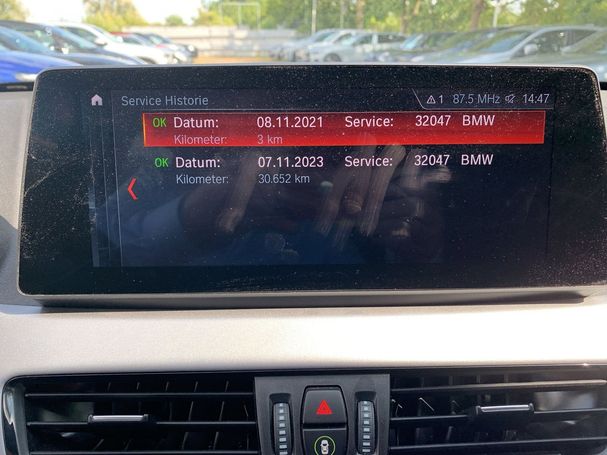 Service Historie 1 87.5 MHz 14:47
OK Datum: 08.11.2021 Service: 32047 BMW
Kilometer: 3 km
OK Datum: 07.11.2023 Service: 32047 BMW
Kilometer: 30.652 km